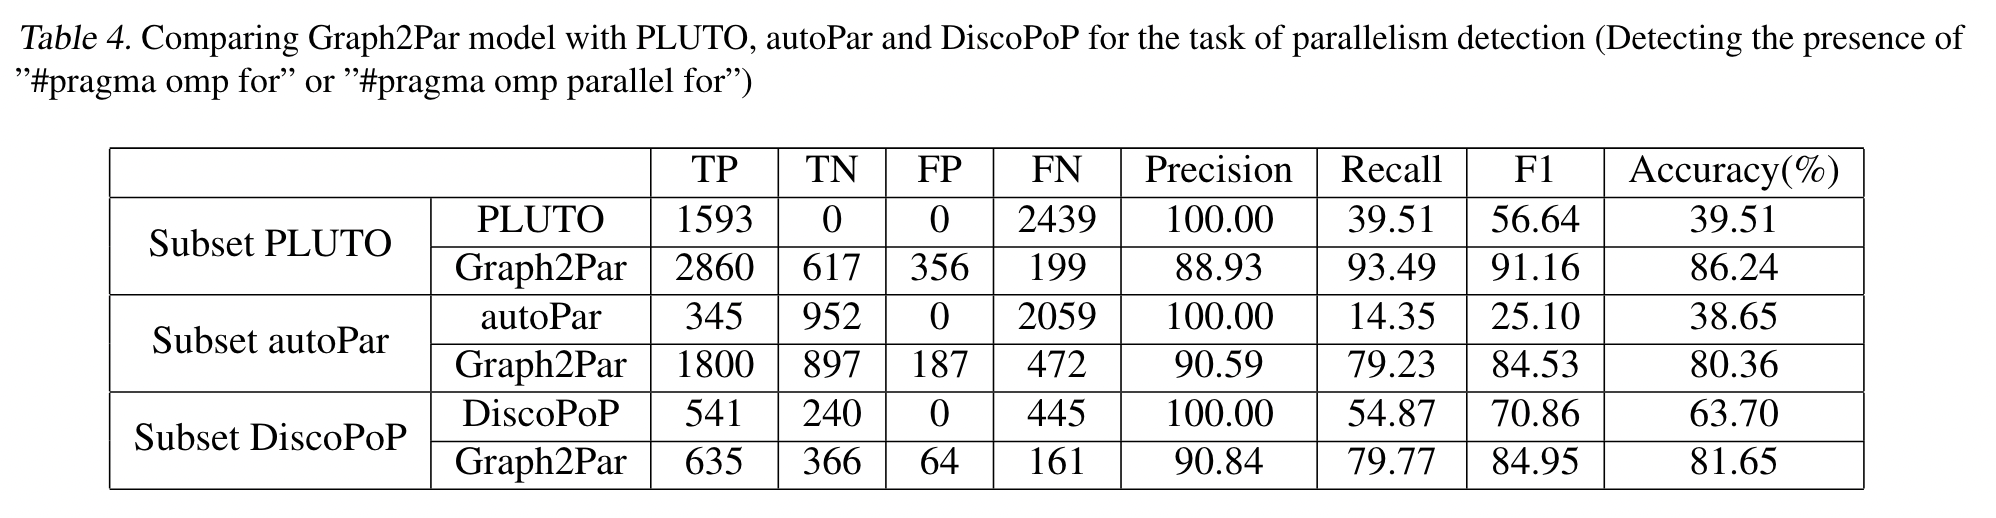 Table 4. Comparing Graph2Par model with PLUTO, autoPar and DiscoPoP for the task of parallelism detection (Detecting the presence of
”#pragma omp for” or ”#pragma omp parallel for”)
TP TN FP FN Precision Recall F1 Accuracy(%)
Subset PLUTO PLUTO 1593 0 0 2439 100.00 39.51 56.64 39.51
Graph2Par 2860 617 356 199 88.93 93.49 91.16 86.24
Subset autoPar autoPar 345 952 0 2059 100.00 14.35 25.10 38.65
Graph2Par 1800 897 187 472 90.59 79.23 84.53 80.36
Subset DiscoPoP DiscoPoP 541 240 0 445 100.00 54.87 70.86 63.70
Graph2Par 635 366 64 161 90.84 79.77 84.95 81.65